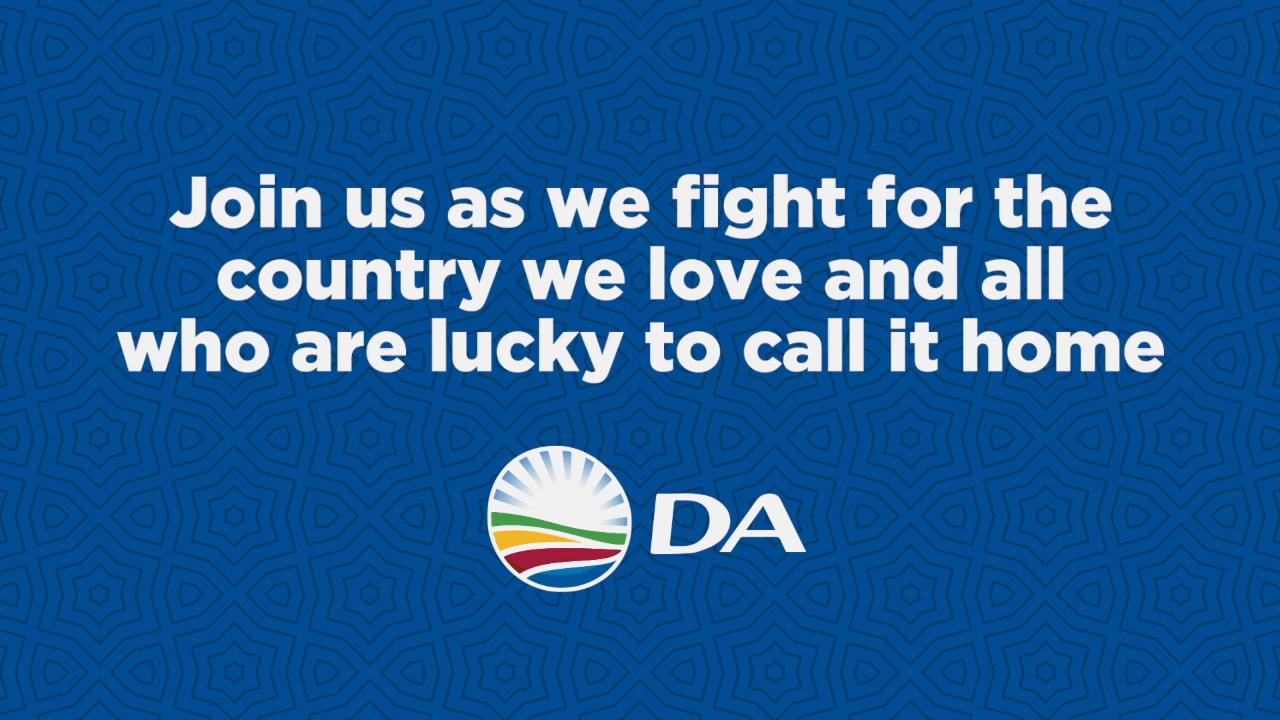 Join us as we fight for the
country we love and all
who are lucky to call it home
DA